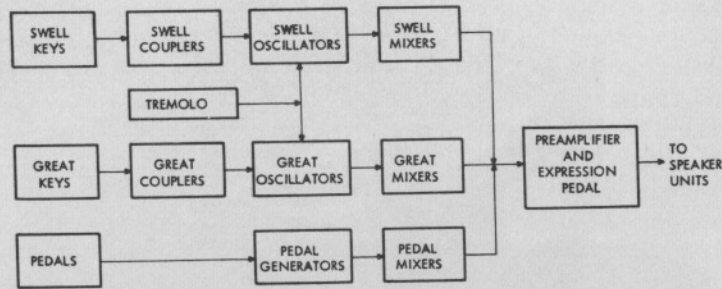 SWELL
KEYS
SWELL
COUPLERS
SWELL
OSCILLATORS
SWELL
MIXERS
TREMOLO
GREAT
KEYS
GREAT
COUPLERS
GREAT
OSCILLATORS
GREAT
MIXERS
PREAMPLIFIER
AND
EXPRESSION
PEDAL
TO
SPEAKER
UNITS
PEDALS
PEDAL
GENERATORS
PEDAL
MIXERS